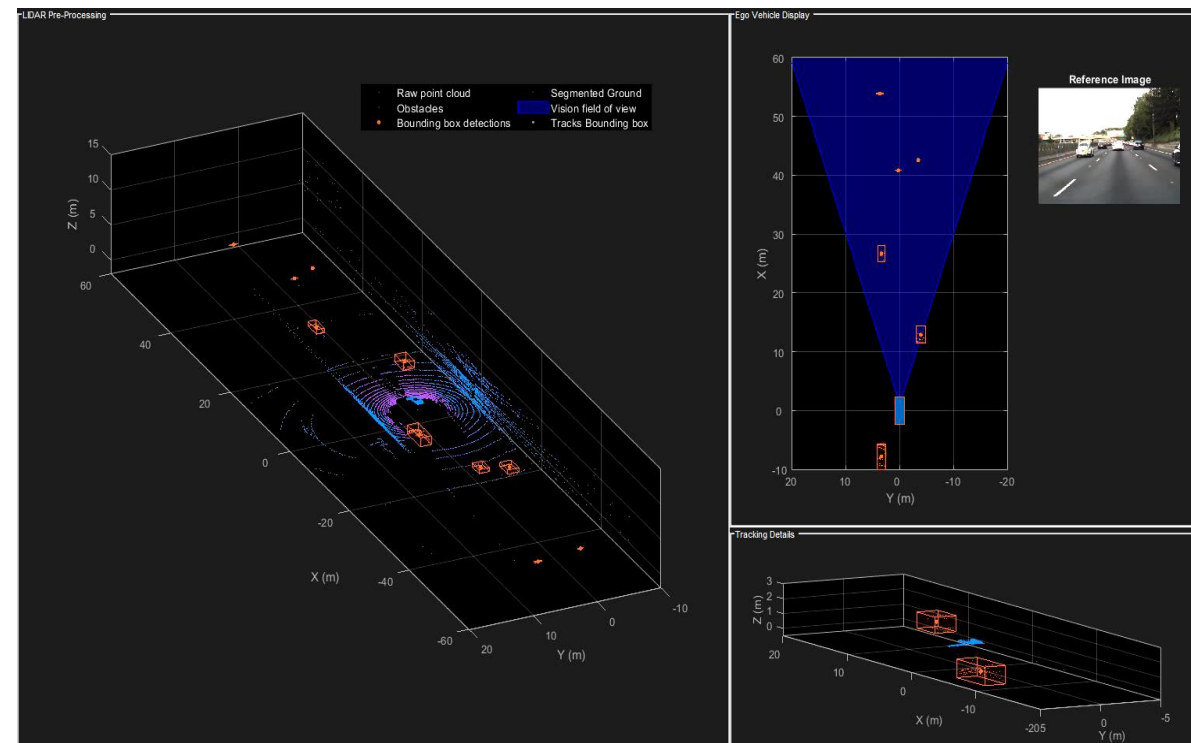 LIDAR Pre-Processing
Raw point cloud
Obstacles
Bounding box detections
Segmented Ground
Vision field of view
Tracks Bounding box
15
10
5
0
Z (m)
60
40
20
0
-20
-40
-60
X (m)
20
10
0
-10
Y (m)
Ego Vehicle Display
60
50
40
30
20
10
0
-10
X (m)
20
10
0
-10
-20
Y (m)
Reference Image
Tracking Details
3
2
1
0
Z (m)
20
10
0
-10
-205
X (m)
0
-5
Y (m)